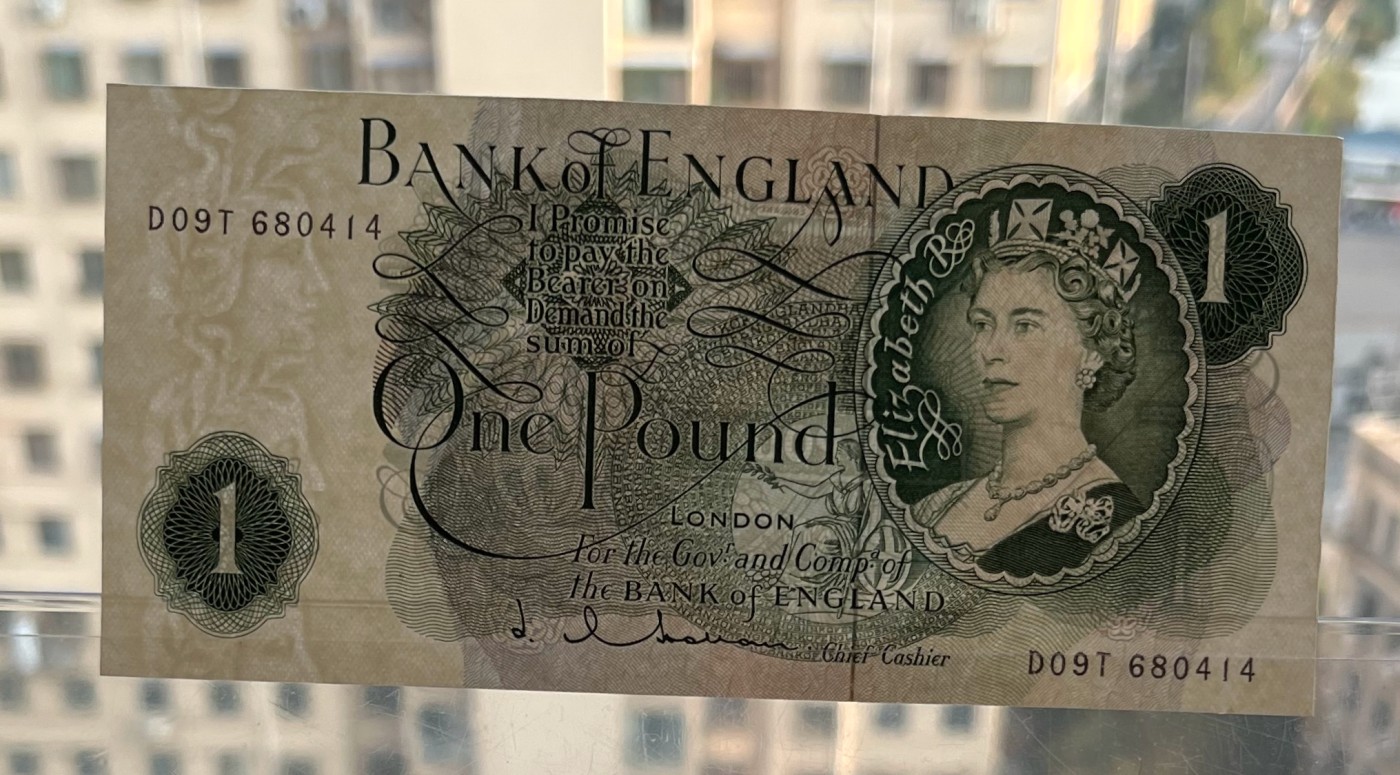 BANK of ENGLAND
D09T 680414
I Promise
to pay the
Bearer on
Demand the
sum of
One Pound
Elizabeth R
1
1
LONDON
For the Govr. and Compa. of
the BANK of ENGLAND
Chief Cashier
D09T 680414